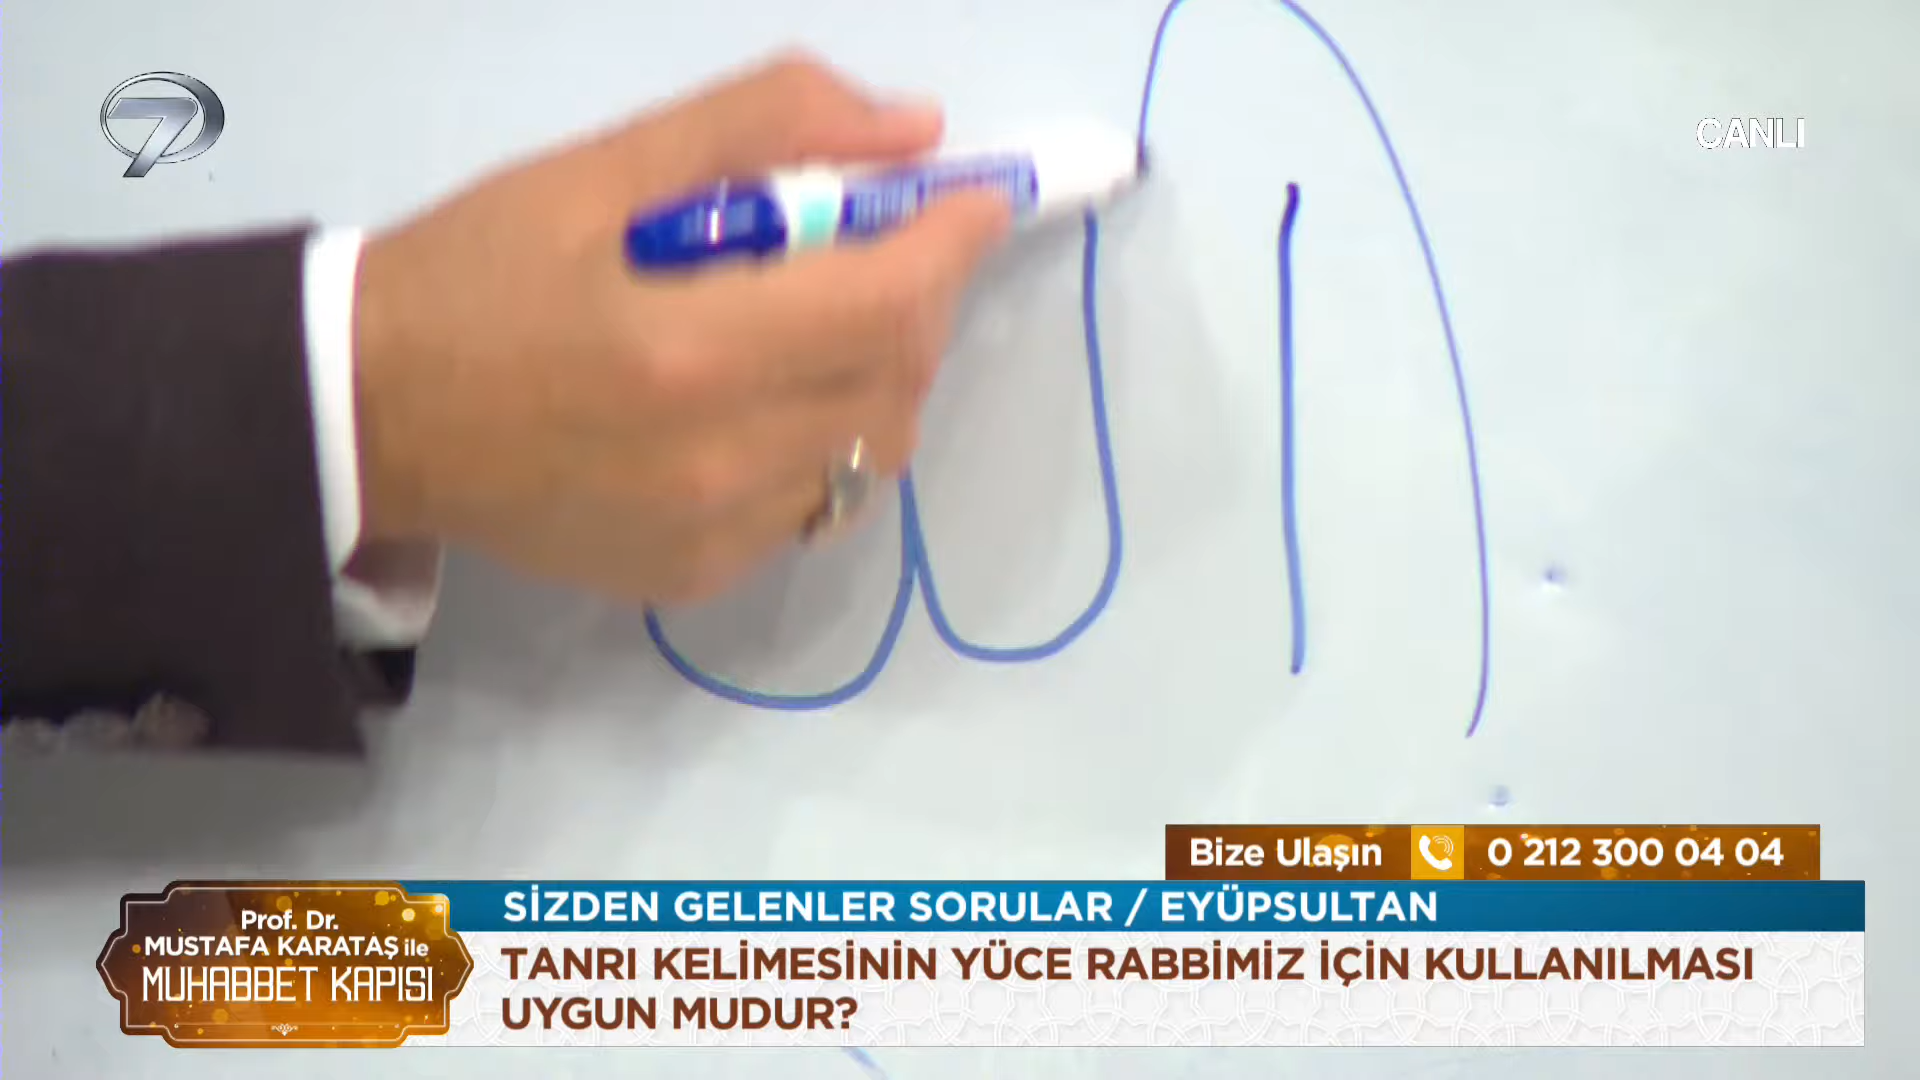 7
CANLI
Bize Ulaşın 0 212 300 04 04
SİZDEN GELENLER SORULAR / EYÜPSULTAN
Prof. Dr.
MUSTAFA KARATAŞ ile
MUHABBET KAPISI
TANRI KELİMESİNİN YÜCE RABBİMİZ İÇİN KULLANILMASI
UYGUN MUDUR?